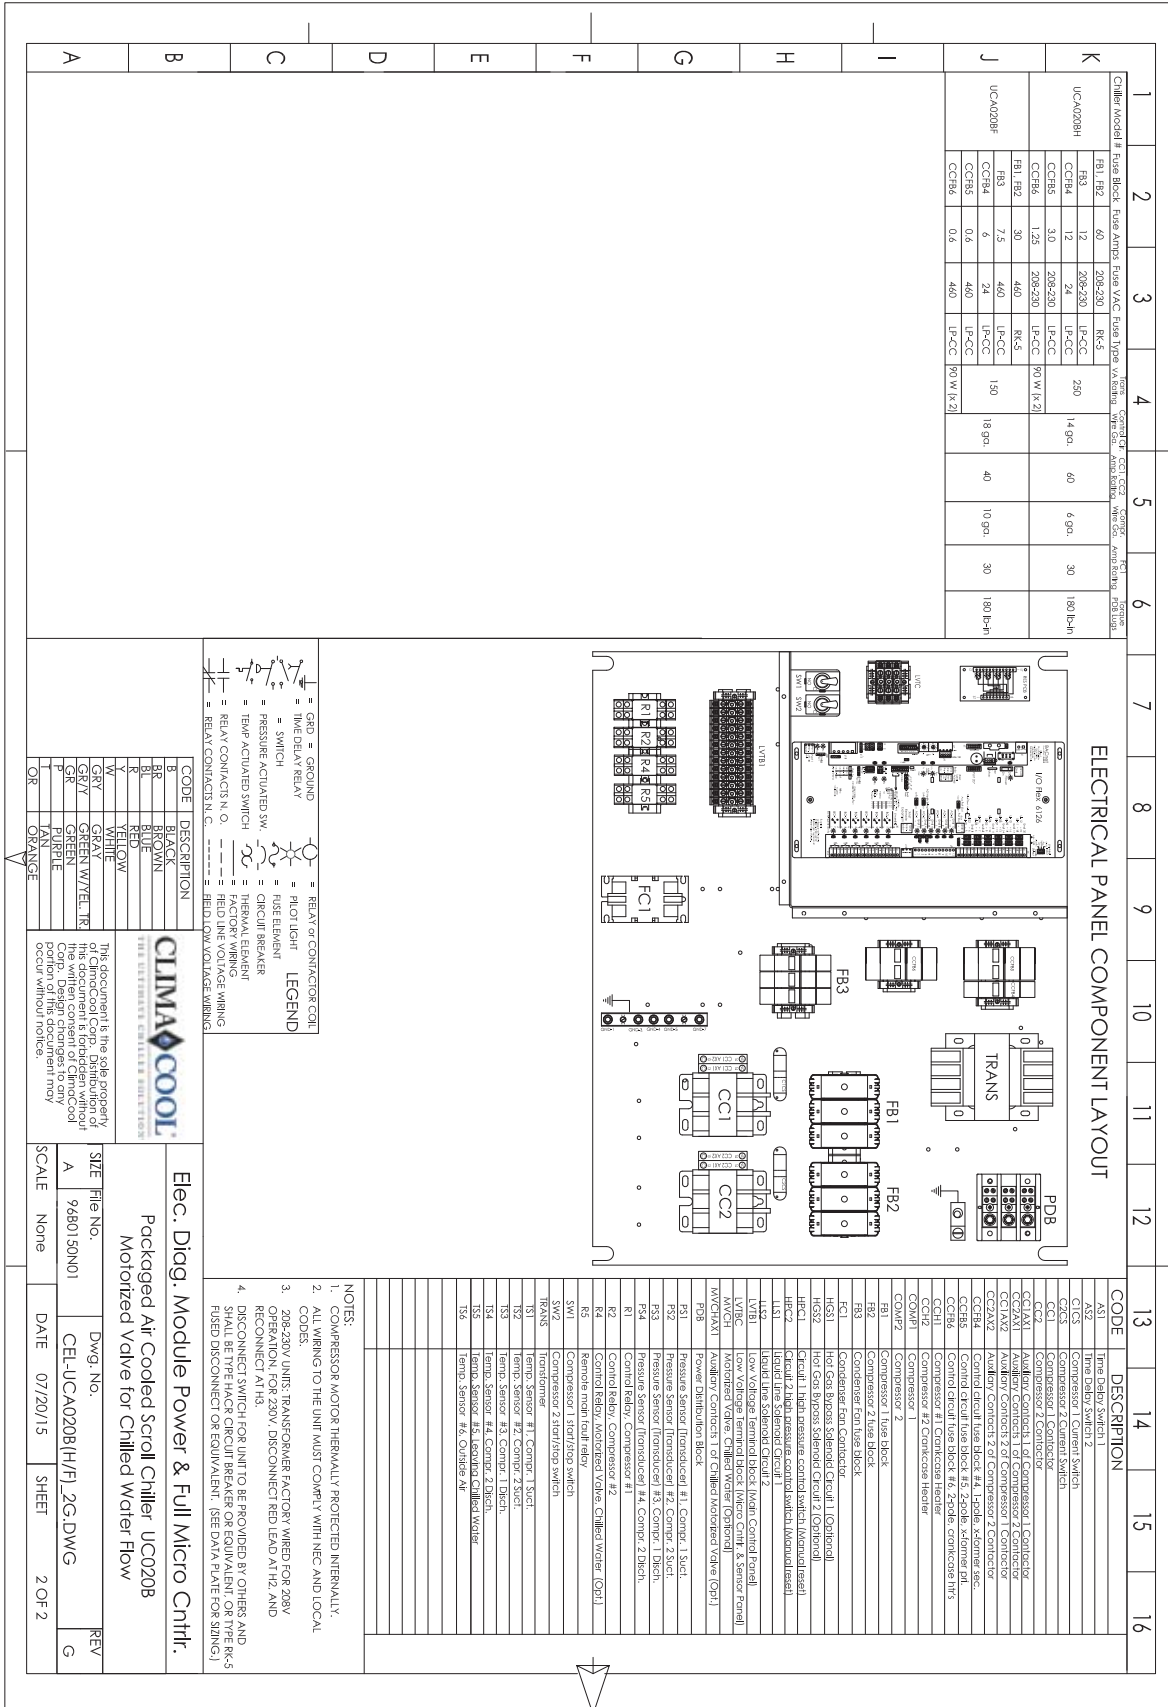 1 2 3 4 5 6 7 8 9 10 11 12 13 14 15 16
K
J
I
H
G
F
E
D
C
B
A
Chiller Model # Fuse Block Fuse Amps Fuse VAC Fuse Type Trans VA Rating Control Cir. Wire Ga. CC1, CC2 Amp Rating Compr. Wire Ga. FC1 Amp Rating Torque PDB Lugs
UCA020BH FB1, FB2 60 208-230 RK-5 250 14 ga. 60 6 ga. 30 180 lb-in
FB3 12 208-230 LP-CC
CCFB4 12 24 LP-CC
CCFB5 3.0 208-230 LP-CC
CCFB6 1.25 208-230 LP-CC 90 W (x 2)
UCA020BF FB1, FB2 30 460 RK-5 150 18 ga. 40 10 ga. 30 180 lb-in
FB3 7.5 460 LP-CC
CCFB4 6 24 LP-CC
CCFB5 0.6 460 LP-CC
CCFB6 0.6 460 LP-CC 90 W (x 2)
ELECTRICAL PANEL COMPONENT LAYOUT
PDB
TRANS
I/O Flex 6126
LVTC
SW1 SW2
LVTB1
R1 R2 R4 R5
FC1
FB3
FB1
FB2
CC1
CC2
CODE DESCRIPTION
AS1 Time Delay Switch 1
AS2 Time Delay Switch 2
C1CS Compressor 1 Current Switch
C2CS Compressor 2 Current Switch
CC1 Compressor 1 Contactor
CC2 Compressor 2 Contactor
CC1AX1 Auxiliary Contacts 1 of Compressor 1 Contactor
CC2AX1 Auxiliary Contacts 1 of Compressor 2 Contactor
CC1AX2 Auxiliary Contacts 2 of Compressor 1 Contactor
CC2AX2 Auxiliary Contacts 2 of Compressor 2 Contactor
CCFB4 Control circuit fuse block #4, 1-pole, x-former sec.
CCFB5 Control circuit fuse block #5, 2-pole, x-former pri.
CCFB6 Control circuit fuse block #6, 2-pole, crankcase htr's
CCH1 Compressor #1 Crankcase Heater
CCH2 Compressor #2 Crankcase Heater
COMP1 Compressor 1
COMP2 Compressor 2
FB1 Compressor 1 fuse block
FB2 Compressor 2 fuse block
FB3 Condenser Fan fuse block
FC1 Condenser Fan Contactor
HGS1 Hot Gas Bypass Solenoid Circuit 1 (Optional)
HGS2 Hot Gas Bypass Solenoid Circuit 2 (Optional)
HPC1 Circuit 1 high pressure control switch (Manual reset)
HPC2 Circuit 2 high pressure control switch (Manual reset)
LLS1 Liquid Line Solenoid Circuit 1
LLS2 Liquid Line Solenoid Circuit 2
LVTB1 Low Voltage Terminal block (Main Control Panel)
LVTBC Low Voltage Terminal block (Micro Cntrlr. & Sensor Panel)
MVCH Motorized Valve, Chilled Water (Optional)
MVCHAX1 Auxiliary Contacts 1 of Chilled Motorized Valve (Opt.)
PDB Power Distribution Block
PS1 Pressure Sensor (Transducer) #1, Compr. 1 Suct.
PS2 Pressure Sensor (Transducer) #2, Compr. 2 Suct.
PS3 Pressure Sensor (Transducer) #3, Compr. 1 Disch.
PS4 Pressure Sensor (Transducer) #4, Compr. 2 Disch.
R1 Control Relay, Compressor #1
R2 Control Relay, Compressor #2
R4 Control Relay, Motorized Valve, Chilled Water (Opt.)
R5 Remote main fault relay
SW1 Compressor 1 start/stop switch
SW2 Compressor 2 start/stop switch
TRANS Transformer
TS1 Temp. Sensor #1, Compr. 1 Suct.
TS2 Temp. Sensor #2, Compr. 2 Suct.
TS3 Temp. Sensor #3, Compr. 1 Disch.
TS4 Temp. Sensor #4, Compr. 2 Disch.
TS5 Temp. Sensor #5, Leaving Chilled Water
TS6 Temp. Sensor #6, Outside Air
NOTES:
1. COMPRESSOR MOTOR THERMALLY PROTECTED INTERNALLY.
2. ALL WIRING TO THE UNIT MUST COMPLY WITH NEC AND LOCAL
CODES.
3. 208-230V UNITS: TRANSFORMER FACTORY WIRED FOR 208V
OPERATION. FOR 230V, DISCONNECT RED LEAD AT H2, AND
RECONNECT AT H3.
4. DISCONNECT SWITCH FOR UNIT TO BE PROVIDED BY OTHERS AND
SHALL BE TYPE HACR CIRCUIT BREAKER OR EQUIVALENT, OR TYPE RK-5
FUSED DISCONNECT OR EQUIVALENT. (SEE DATA PLATE FOR SIZING.)
LEGEND
= GRD = GROUND
= TIME DELAY RELAY
= SWITCH
= PRESSURE ACTUATED SW.
= TEMP ACTUATED SWITCH
= RELAY CONTACTS N. O.
= RELAY CONTACTS N. C.
= RELAY or CONTACTOR COIL
= PILOT LIGHT
= FUSE ELEMENT
= CIRCUIT BREAKER
= THERMAL ELEMENT
= FACTORY WIRING
= FIELD LINE VOLTAGE WIRING
= FIELD LOW VOLTAGE WIRING
CODE DESCRIPTION
B BLACK
BR BROWN
BL BLUE
R RED
Y YELLOW
W WHITE
GRY GRAY
GR/Y GREEN W/YEL. TR.
GR GREEN
P PURPLE
T TAN
OR ORANGE
CLIMACOOL
THE ULTIMATE CHILLER SOLUTION
This document is the sole property
of ClimaCool Corp. Distribution of
this document is forbidden without
the written consent of ClimaCool
Corp. Design changes to any
portion of this document may
occur without notice.
Elec. Diag. Module Power & Full Micro Cntrlr.
Packaged Air Cooled Scroll Chiller UC020B
Motorized Valve for Chilled Water Flow
SIZE File No. Dwg. No. REV
A 96B0150N01 CEL-UCA020B(H/F)_2G.DWG G
SCALE None DATE 07/20/15 SHEET 2 OF 2